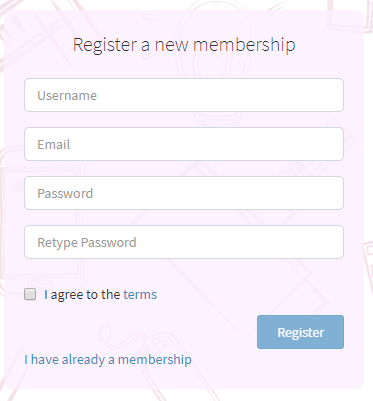 Register a new membership
Username
Email
Password
Retype Password
I agree to the terms
Register
I have already a membership